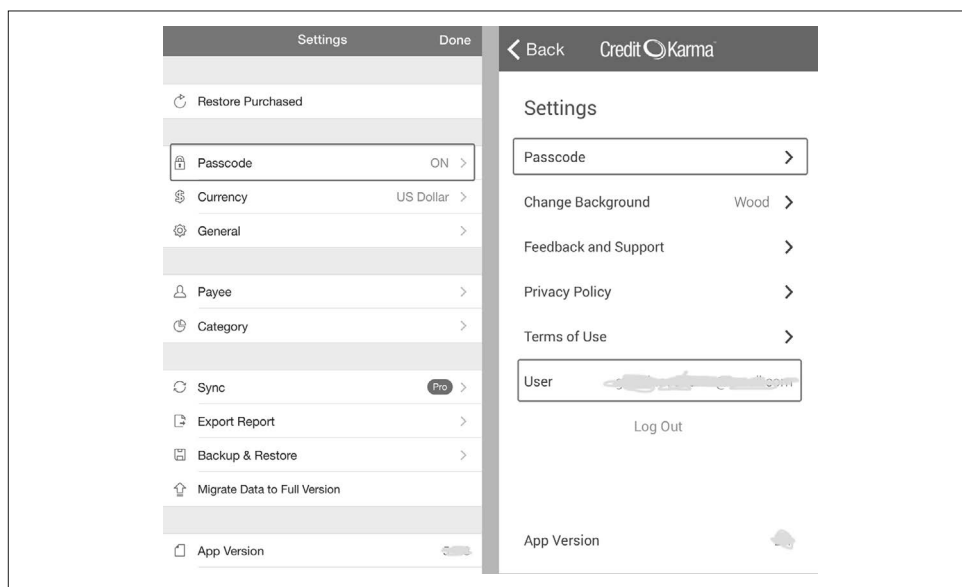 Settings Done
Restore Purchased
Passcode ON
Currency US Dollar
General
Payee
Category
Sync Pro
Export Report
Backup & Restore
Migrate Data to Full Version
App Version
Back Credit Karma
Settings
Passcode
Change Background Wood
Feedback and Support
Privacy Policy
Terms of Use
User
Log Out
App Version